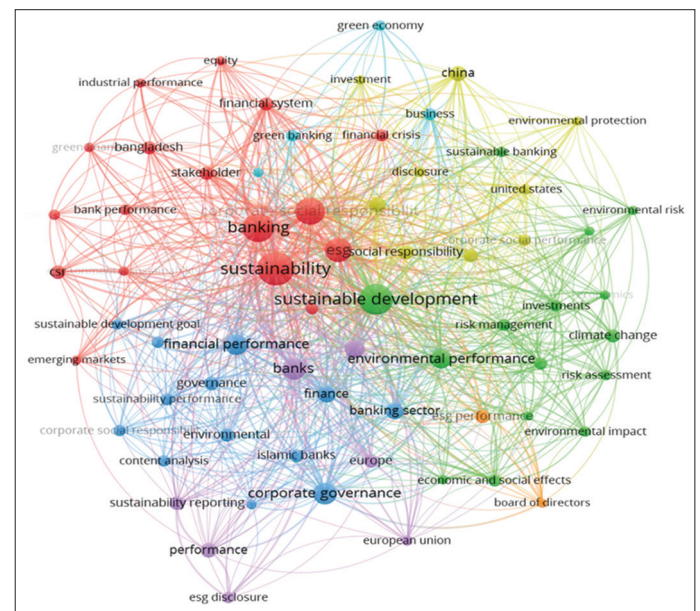 green economy
equity
china
industrial performance
investment
financial system
business
environmental protection
green banking
financial crisis
bangladesh
sustainable banking
stakeholder
disclosure
united states
bank performance
corporate social responsibilit
environmental risk
banking
esg
social responsibility
corporate social performance
csr
sustainability
sustainable development
investments
sustainable development goal
risk management
climate change
financial performance
emerging markets
banks
environmental performance
governance
risk assessment
sustainability performance
finance
banking sector
esg performance
corporate social responsibilit
environmental
environmental impact
islamic banks
content analysis
europe
economic and social effects
sustainability reporting
corporate governance
board of directors
european union
performance
esg disclosure